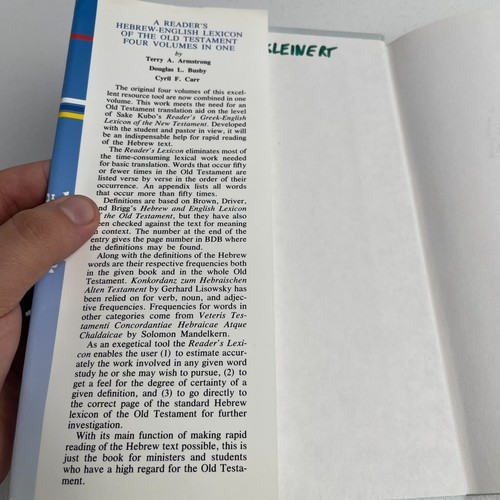 A READER'S
HEBREW-ENGLISH LEXICON
OF THE OLD TESTAMENT
FOUR VOLUMES IN ONE
by
Terry A. Armstrong
Douglas L. Busby
Cyril F. Carr
The original four volumes of this excel-
lent resource tool are now combined in one
volume. This work meets the need for an
Old Testament translation aid on the level
of Sake Kubo's Reader's Greek-English
Lexicon of the New Testament. Developed
with the student and pastor in view, it will
be an indispensable help for rapid reading
of the Hebrew text.
The Reader's Lexicon eliminates most of
the time-consuming lexical work needed
for basic translation. Words that occur fifty
or fewer times in the Old Testament are
listed verse by verse in the order of their
occurrence. An appendix lists all words
that occur more than fifty times.
Definitions are based on Brown, Driver,
and Brigg's Hebrew and English Lexicon
the Old Testament, but they have also
en checked against the text for meaning
context. The number at the end of the
entry gives the page number in BDB where
the definitions may be found.
Along with the definitions of the Hebrew
words are their respective frequencies both
in the given book and in the whole Old
Testament. Konkordanz zum Hebraischen
Alten Testament by Gerhard Lisowsky has
been relied on for verb, noun, and adjec-
tive frequencies. Frequencies for words in
other categories come from Veteris Tes-
tamenti Concordantiae Hebraicae Atque
Chaldaicae by Solomon Mandelkern.
As an exegetical tool the Reader's Lexi-
con enables the user (1) to estimate accur-
ately the work involved in any given word
study he or she may wish to pursue, (2) to
get a feel for the degree of certainty of a
given definition, and (3) to go directly to
the correct page of the standard Hebrew
lexicon of the Old Testament for further
investigation.
With its main function of making rapid
reading of the Hebrew text possible, this is
just the book for ministers and students
who have a high regard for the Old Testa-
ment.
KLEINERT